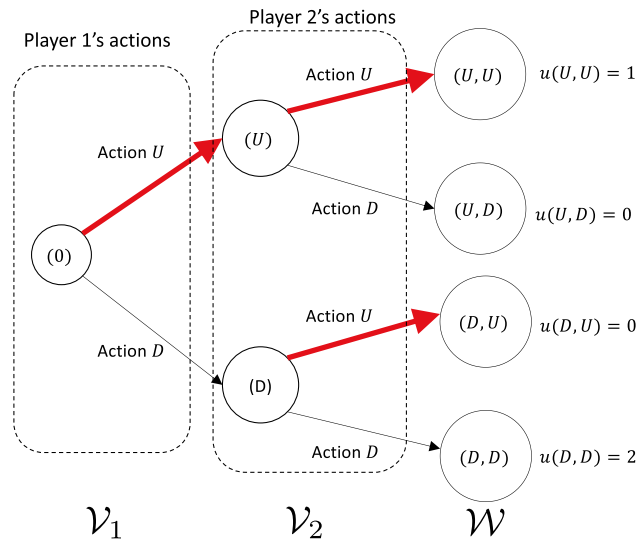 Player 1's actions
Player 2's actions
Action U
(U, U)
u(U, U) = 1
Action U
(U)
Action D
(U, D)
u(U, D) = 0
(0)
Action U
(D, U)
u(D, U) = 0
Action D
(D)
Action D
(D, D)
u(D, D) = 2
𝒱₁
𝒱₂
𝒲